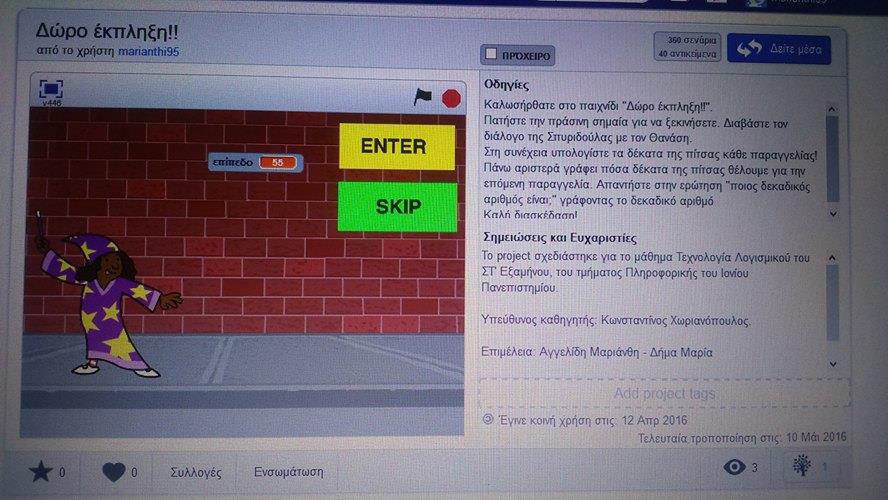 marianthi95
Δώρο έκπληξη!!
από το χρήστη marianthi95
ΠΡΌΧΕΙΡΟ
360 σενάρια
40 αντικείμενα
Δείτε μέσα
v446
επίπεδο 55
ENTER
SKIP
Οδηγίες
Καλωσήρθατε στο παιχνίδι "Δώρο έκπληξη!!".
Πατήστε την πράσινη σημαία για να ξεκινήσετε. Διαβάστε τον
διάλογο της Σπυριδούλας με τον Θανάση.
Στη συνέχεια υπολογίστε τα δέκατα της πίτσας κάθε παραγγελίας!
Πάνω αριστερά γράφει πόσα δέκατα της πίτσας θέλουμε για την
επόμενη παραγγελία. Απαντήστε στην ερώτηση "ποιος δεκαδικός
αριθμός είναι;" γράφοντας το δεκαδικό αριθμό
Καλή διασκέδαση!
Σημειώσεις και Ευχαριστίες
Το project σχεδιάστηκε για το μάθημα Τεχνολογία Λογισμικού του
ΣΤ' Εξαμήνου, του τμήματος Πληροφορικής του Ιονίου
Πανεπιστημίου.
Υπεύθυνος καθηγητής: Κωνσταντίνος Χωριανόπουλος.
Επιμέλεια: Αγγελίδη Μαριάνθη - Δήμα Μαρία
Add project tags
Έγινε κοινή χρήση στις: 12 Απρ 2016
Τελευταία τροποποίηση στις: 10 Μάι 2016
0
0
Συλλογές
Ενσωμάτωση
3
1